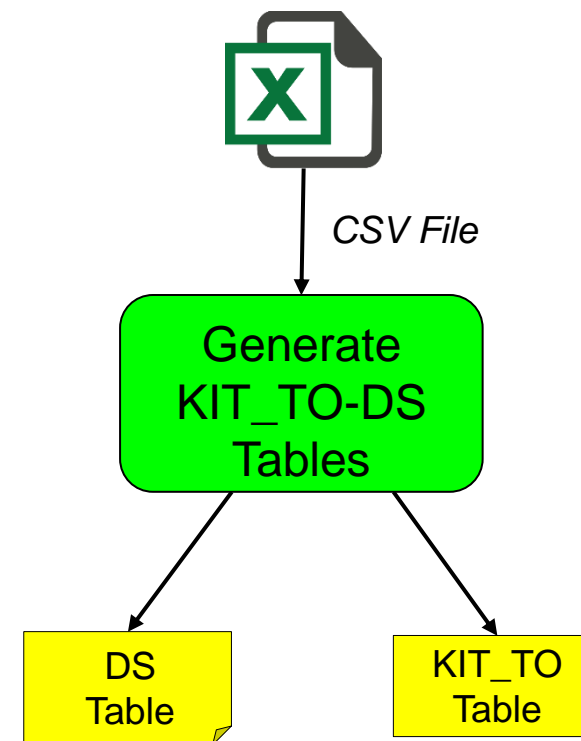 X
CSV File
Generate
KIT_TO-DS
Tables
DS
Table
KIT_TO
Table